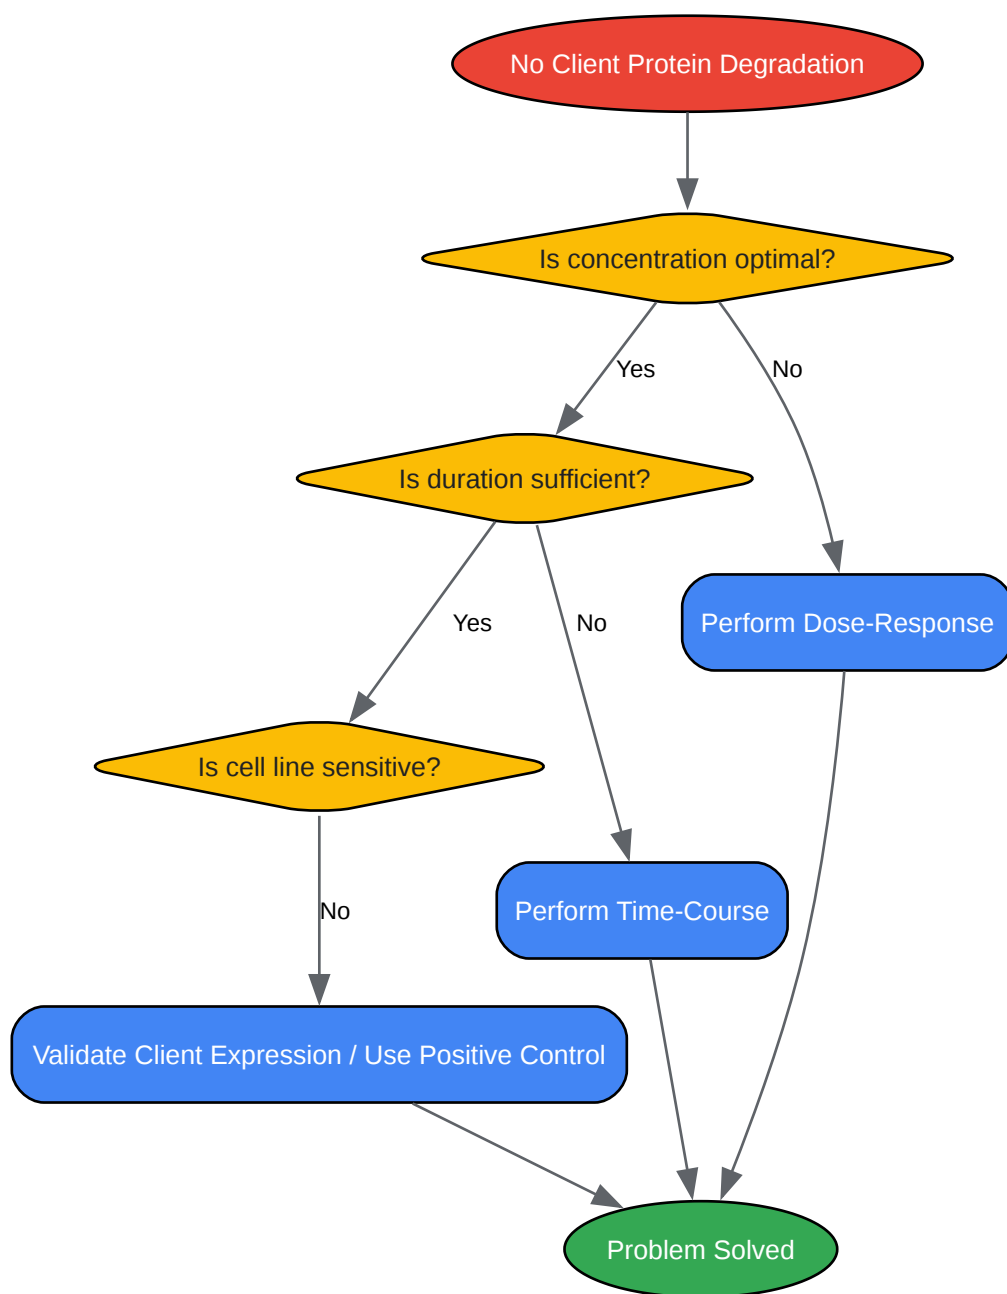 No Client Protein Degradation
Is concentration optimal?
Yes
No
Is duration sufficient?
Yes
No
Perform Dose-Response
Is cell line sensitive?
No
Perform Time-Course
Validate Client Expression / Use Positive Control
Problem Solved